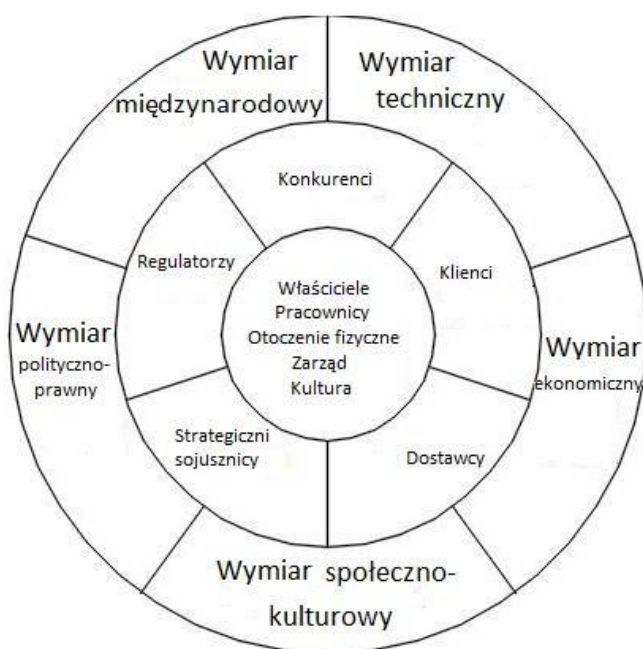 Wymiar
międzynarodowy
Wymiar
techniczny
Konkurenci
Regulatorzy
Klienci
Właściciele
Pracownicy
Otoczenie fizyczne
Zarząd
Kultura
Wymiar
polityczno-
prawny
Wymiar
ekonomiczny
Strategiczni
sojusznicy
Dostawcy
Wymiar społeczno-
kulturowy